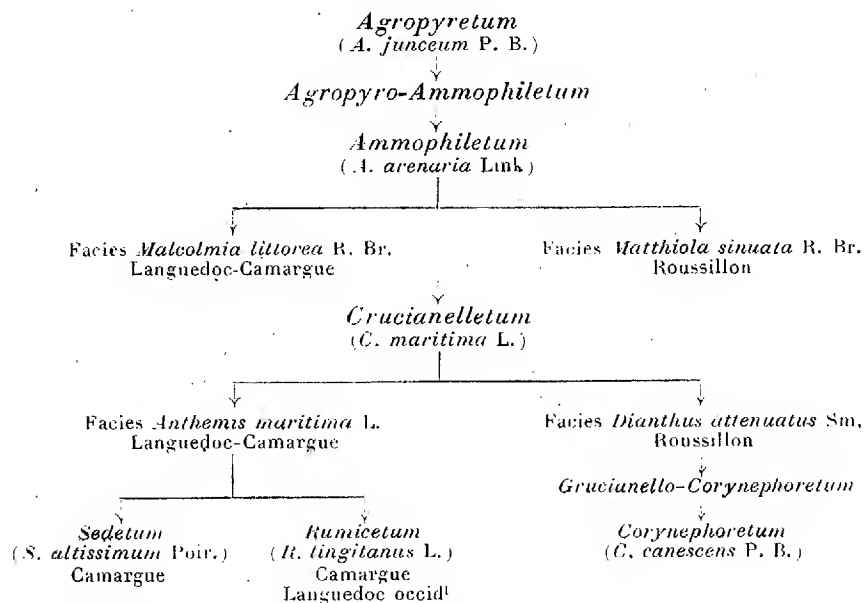 Agropyretum
(A. junceum P. B.)
Agropyro-Ammophiletum
Ammophiletum
(A. arenaria Link)
Facies Malcolmia littorea R. Br.
Languedoc-Camargue
Facies Matthiola sinuata R. Br.
Roussillon
Crucianelletum
(C. maritima L.)
Facies Anthemis maritima L.
Languedoc-Camargue
Facies Dianthus attenuatus Sm.
Roussillon
Grucianello-Corynephoretum
Sedetum
(S. altissimum Poir.)
Camargue
Rumicetum
(R. tingitanus L.)
Camargue
Languedoc occidl
Corynephoretum
(C. canescens P. B.)